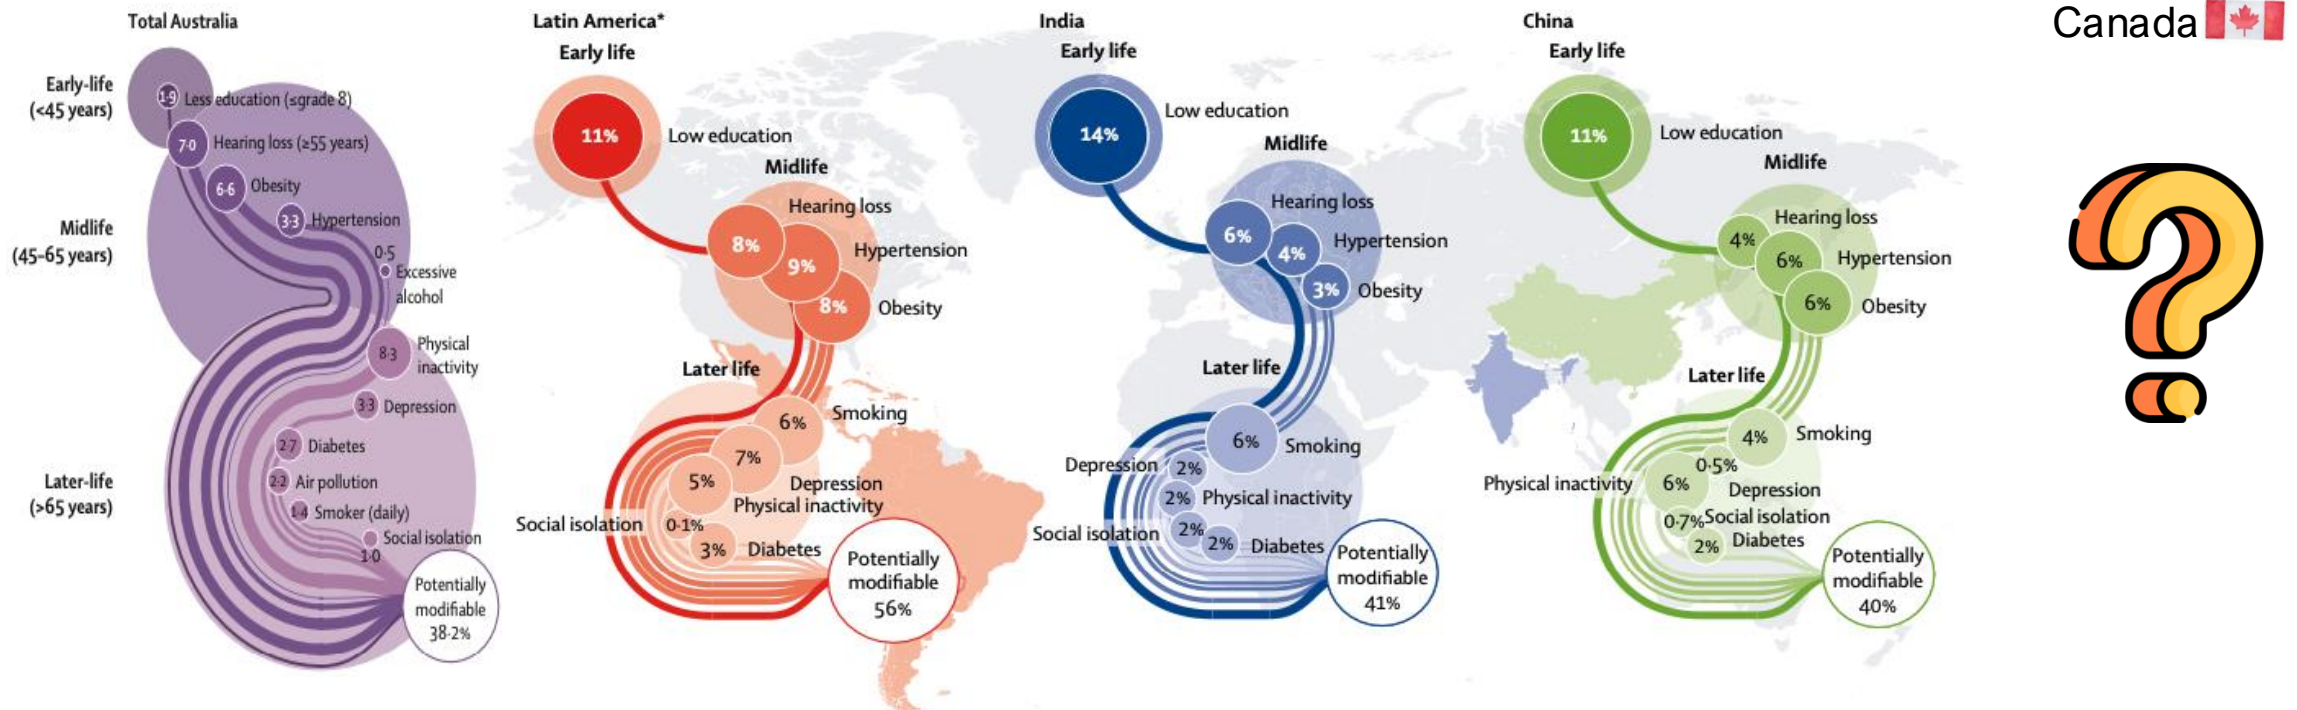 Total Australia
Early-life
(<45 years)
1·9 Less education (≤grade 8)
7·0 Hearing loss (≥55 years)
6·6 Obesity
Midlife
(45–65 years)
3·3 Hypertension
0·5
Excessive
alcohol
8·3 Physical
inactivity
3·3 Depression
2·7 Diabetes
Later-life
(>65 years)
2·2 Air pollution
1·4 Smoker (daily)
Social isolation
1·0
Potentially
modifiable
38·2%
Latin America*
Early life
11% Low education
Midlife
Hearing loss
8%
Hypertension
9%
8% Obesity
Later life
6% Smoking
7%
5% Depression
Physical inactivity
Social isolation 0·1%
3% Diabetes
Potentially
modifiable
56%
India
Early life
14% Low education
Midlife
Hearing loss
6%
4% Hypertension
3% Obesity
Later life
6% Smoking
Depression 2%
2% Physical inactivity
Social isolation 2%
2% Diabetes
Potentially
modifiable
41%
China
Early life
11% Low education
Midlife
Hearing loss
4%
6% Hypertension
6% Obesity
Later life
4% Smoking
0·5%
Physical inactivity 6%
Depression
0·7% Social isolation
2% Diabetes
Potentially
modifiable
40%
Canada
?